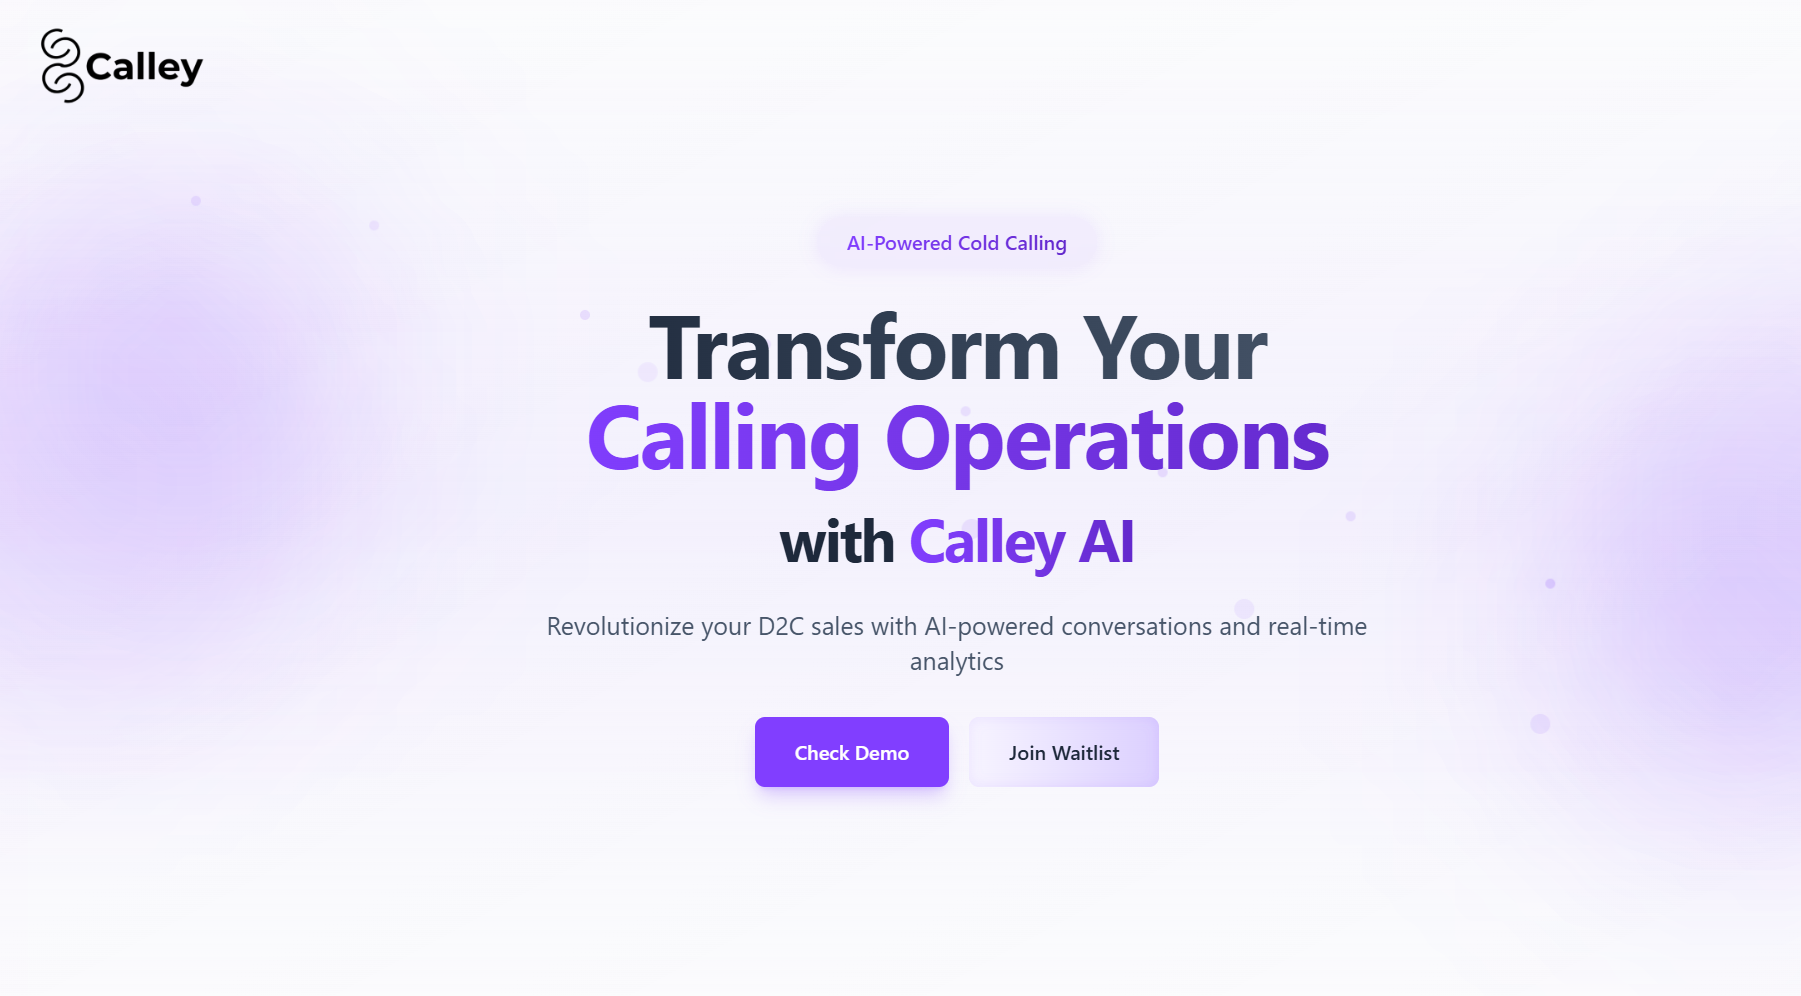 Calley
AI-Powered Cold Calling
Transform Your
Calling Operations
with Calley AI
Revolutionize your D2C sales with AI-powered conversations and real-time
analytics
Check Demo
Join Waitlist